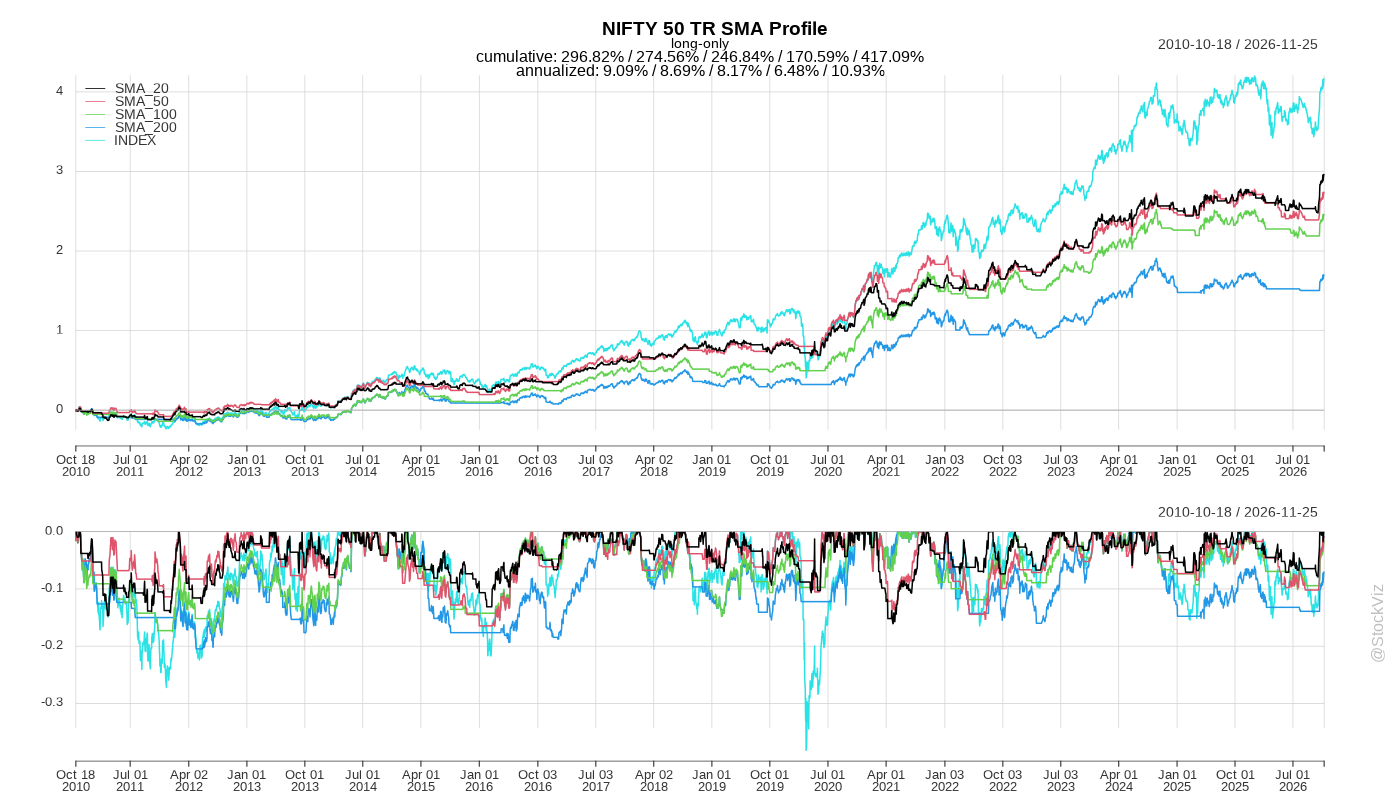 NIFTY 50 TR SMA Profile
long-only
2010-10-18 / 2026-11-25
cumulative: 296.82% / 274.56% / 246.84% / 170.59% / 417.09%
annualized: 9.09% / 8.69% / 8.17% / 6.48% / 10.93%
SMA_20
SMA_50
SMA_100
SMA_200
INDEX
4
3
2
1
0
Oct 18 Jul 01 Apr 02 Jan 01 Oct 01 Jul 01 Apr 01 Jan 01 Oct 03 Jul 03 Apr 02 Jan 01 Oct 01 Jul 01 Apr 01 Jan 03 Oct 03 Jul 03 Apr 01 Jan 01 Oct 01 Jul 01
2010 2011 2012 2013 2013 2014 2015 2016 2016 2017 2018 2019 2019 2020 2021 2022 2022 2023 2024 2025 2025 2026
2010-10-18 / 2026-11-25
0.0
-0.1
-0.2
-0.3
Oct 18 Jul 01 Apr 02 Jan 01 Oct 01 Jul 01 Apr 01 Jan 01 Oct 03 Jul 03 Apr 02 Jan 01 Oct 01 Jul 01 Apr 01 Jan 03 Oct 03 Jul 03 Apr 01 Jan 01 Oct 01 Jul 01
2010 2011 2012 2013 2013 2014 2015 2016 2016 2017 2018 2019 2019 2020 2021 2022 2022 2023 2024 2025 2025 2026
@StockViz